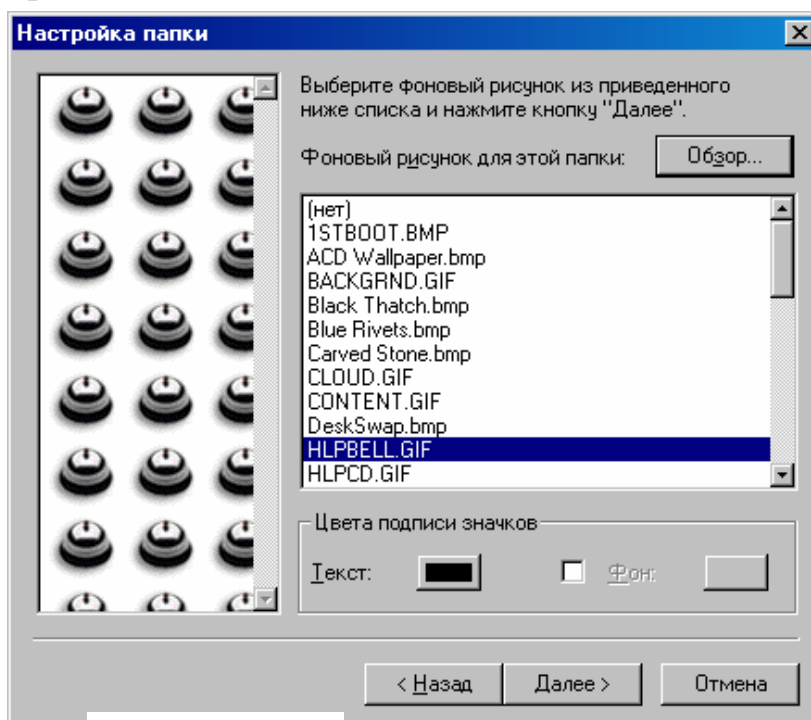 Настройка папки
Выберите фоновый рисунок из приведенного
ниже списка и нажмите кнопку "Далее".
Фоновый рисунок для этой папки:
Обзор...
(нет)
1STBOOT.BMP
ACD Wallpaper.bmp
BACKGRND.GIF
Black Thatch.bmp
Blue Rivets.bmp
Carved Stone.bmp
CLOUD.GIF
CONTENT.GIF
DeskSwap.bmp
HLPBELL.GIF
HLPCD.GIF
Цвета подписи значков
Текст:
Фон:
< Назад
Далее >
Отмена